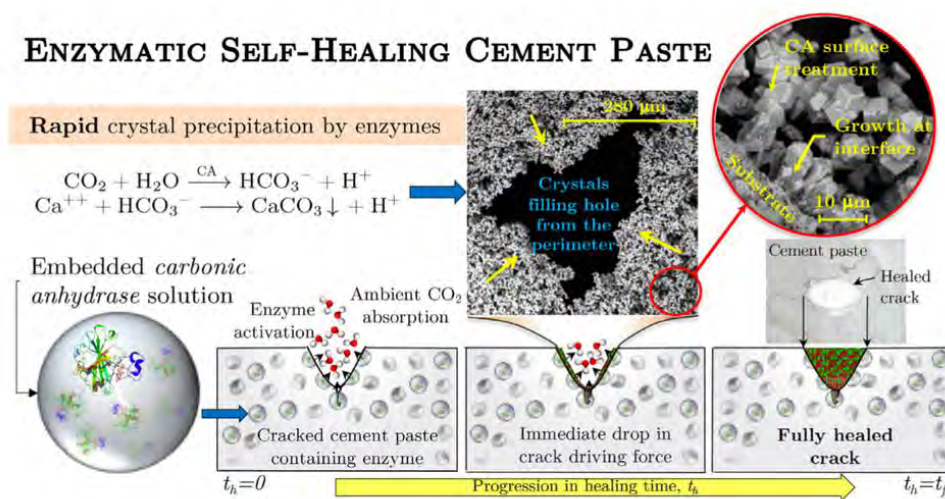 ENZYMATIC SELF-HEALING CEMENT PASTE
Rapid crystal precipitation by enzymes
CO₂ + H₂O —CA→ HCO₃⁻ + H⁺
Ca⁺⁺ + HCO₃⁻ ⟶ CaCO₃↓ + H⁺
280 μm
Crystals
filling hole
from the
perimeter
CA surface
treatment
Growth at
interface
Substrate
10 μm
Embedded carbonic
anhydrase solution
Enzyme
activation
Ambient CO₂
absorption
Cement paste
Healed
crack
Cracked cement paste
containing enzyme
Immediate drop in
crack driving force
Fully healed
crack
tₕ=0
Progression in healing time, tₕ